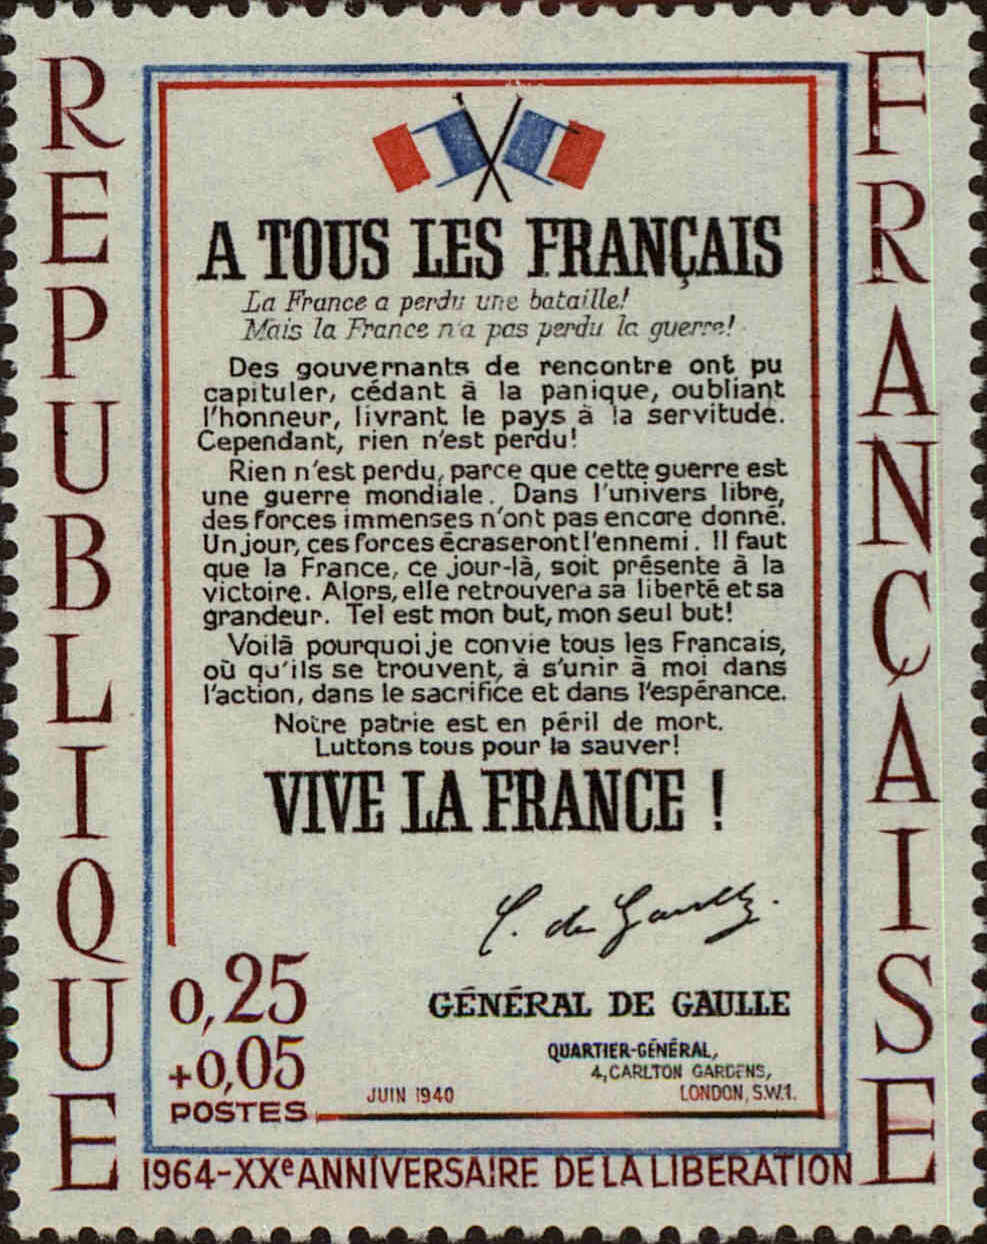 REPUBLIQUE
FRANÇAISE
A TOUS LES FRANÇAIS
La France a perdu une bataille!
Mais la France n'a pas perdu la guerre!
Des gouvernants de rencontre ont pu
capituler, cédant à la panique, oubliant
l'honneur, livrant le pays à la servitude.
Cependant, rien n'est perdu!
Rien n'est perdu, parce que cette guerre est
une guerre mondiale. Dans l'univers libre,
des forces immenses n'ont pas encore donné.
Un jour, ces forces écraseront l'ennemi. Il faut
que la France, ce jour-là, soit présente à la
victoire. Alors, elle retrouvera sa liberté et sa
grandeur. Tel est mon but, mon seul but!
Voilà pourquoi je convie tous les Francais,
où qu'ils se trouvent, à s'unir à moi dans
l'action, dans le sacrifice et dans l'espérance.
Notre patrie est en péril de mort.
Luttons tous pour la sauver!
VIVE LA FRANCE !
C. de Gaulle.
GÉNÉRAL DE GAULLE
QUARTIER-GÉNÉRAL,
4, CARLTON GARDENS,
LONDON, S.W.1.
JUIN 1940
0,25
+0,05
POSTES
1964-XXe ANNIVERSAIRE DE LA LIBERATION